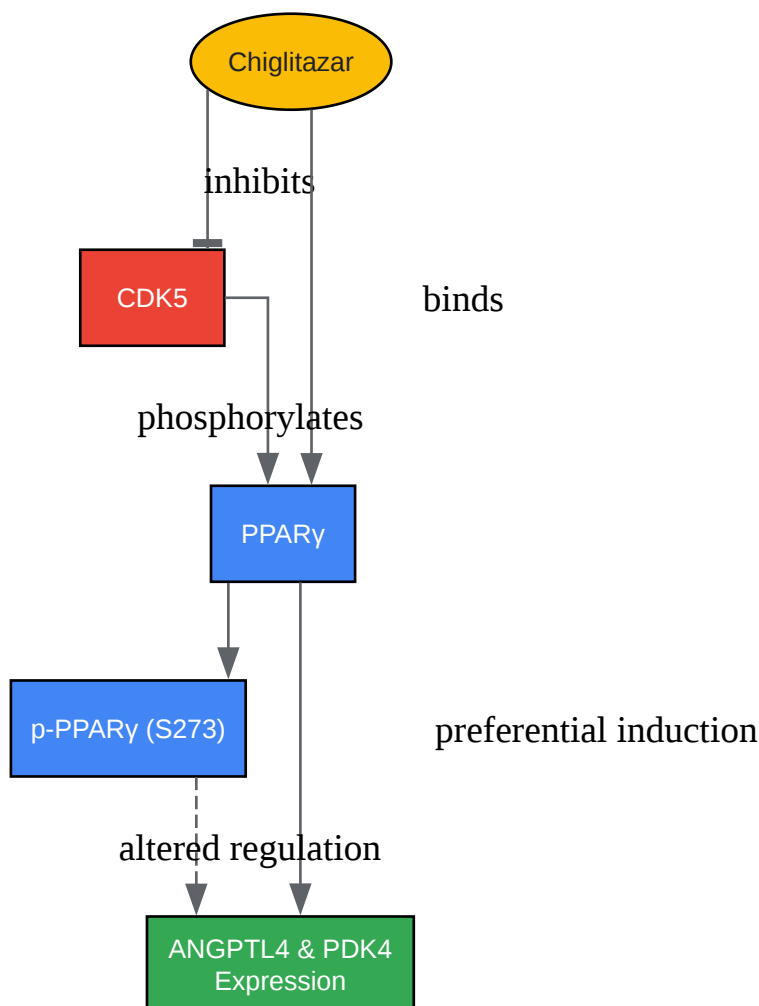 Chiglitazar
inhibits
CDK5
binds
phosphorylates
PPARγ
p-PPARγ (S273)
preferential induction
altered regulation
ANGPTL4 & PDK4
Expression